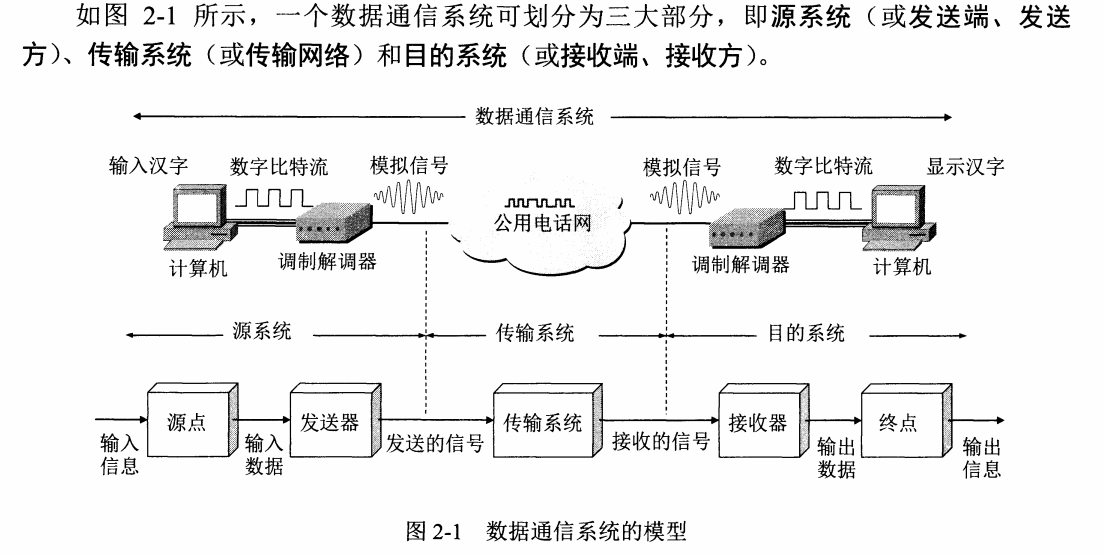 如图 2-1 所示，一个数据通信系统可划分为三大部分，即源系统（或发送端、发送
方）、传输系统（或传输网络）和目的系统（或接收端、接收方）。
数据通信系统
输入汉字 数字比特流 模拟信号 模拟信号 数字比特流 显示汉字
公用电话网
计算机 调制解调器 调制解调器 计算机
源系统 传输系统 目的系统
源点 发送器 传输系统 接收器 终点
输入 输入 发送的信号 接收的信号 输出 输出
信息 数据 数据 信息
图 2-1 数据通信系统的模型